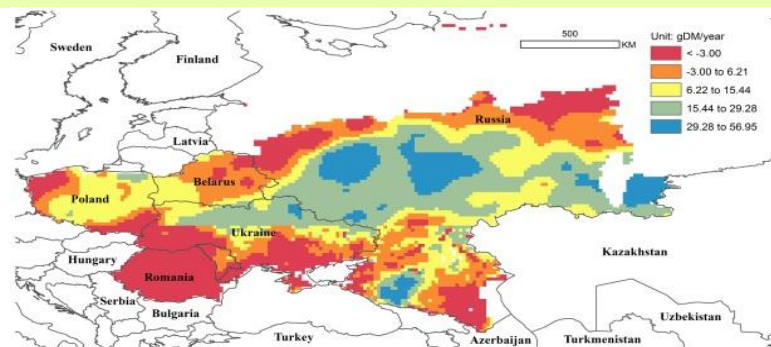 Sweden
Finland
500
KM
Unit: gDM/year
< -3.00
-3.00 to 6.21
6.22 to 15.44
15.44 to 29.28
29.28 to 56.95
Russia
Latvia
Belarus
Poland
Ukraine
Kazakhstan
Hungary
Romania
Serbia
Bulgaria
Uzbekistan
Turkey
Azerbaijan
Turkmenistan